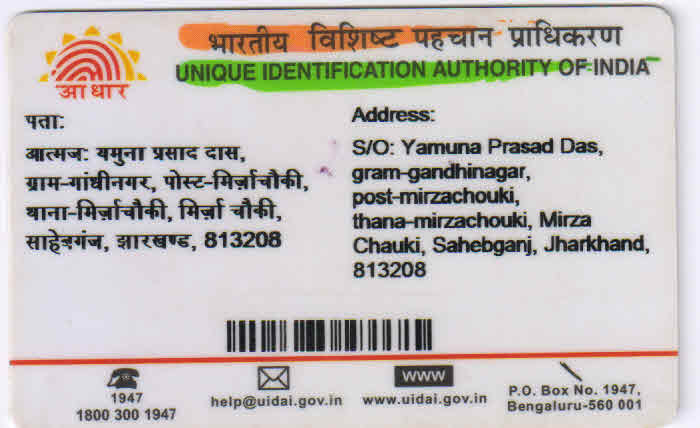 भारतीय विशिष्ट पहचान प्राधिकरण
UNIQUE IDENTIFICATION AUTHORITY OF INDIA
आधार
पता:
आत्मज: यमुना प्रसाद दास,
ग्राम-गांधीनगर, पोस्ट-मिर्ज़ाचौकी,
थाना-मिर्ज़ाचौकी, मिर्ज़ा चौकी,
साहेबगंज, झारखण्ड, 813208
Address:
S/O: Yamuna Prasad Das,
gram-gandhinagar,
post-mirzachouki,
thana-mirzachouki, Mirza
Chauki, Sahebganj, Jharkhand,
813208
1947
1800 300 1947
help@uidai.gov.in
www
www.uidai.gov.in
P.O. Box No. 1947,
Bengaluru-560 001